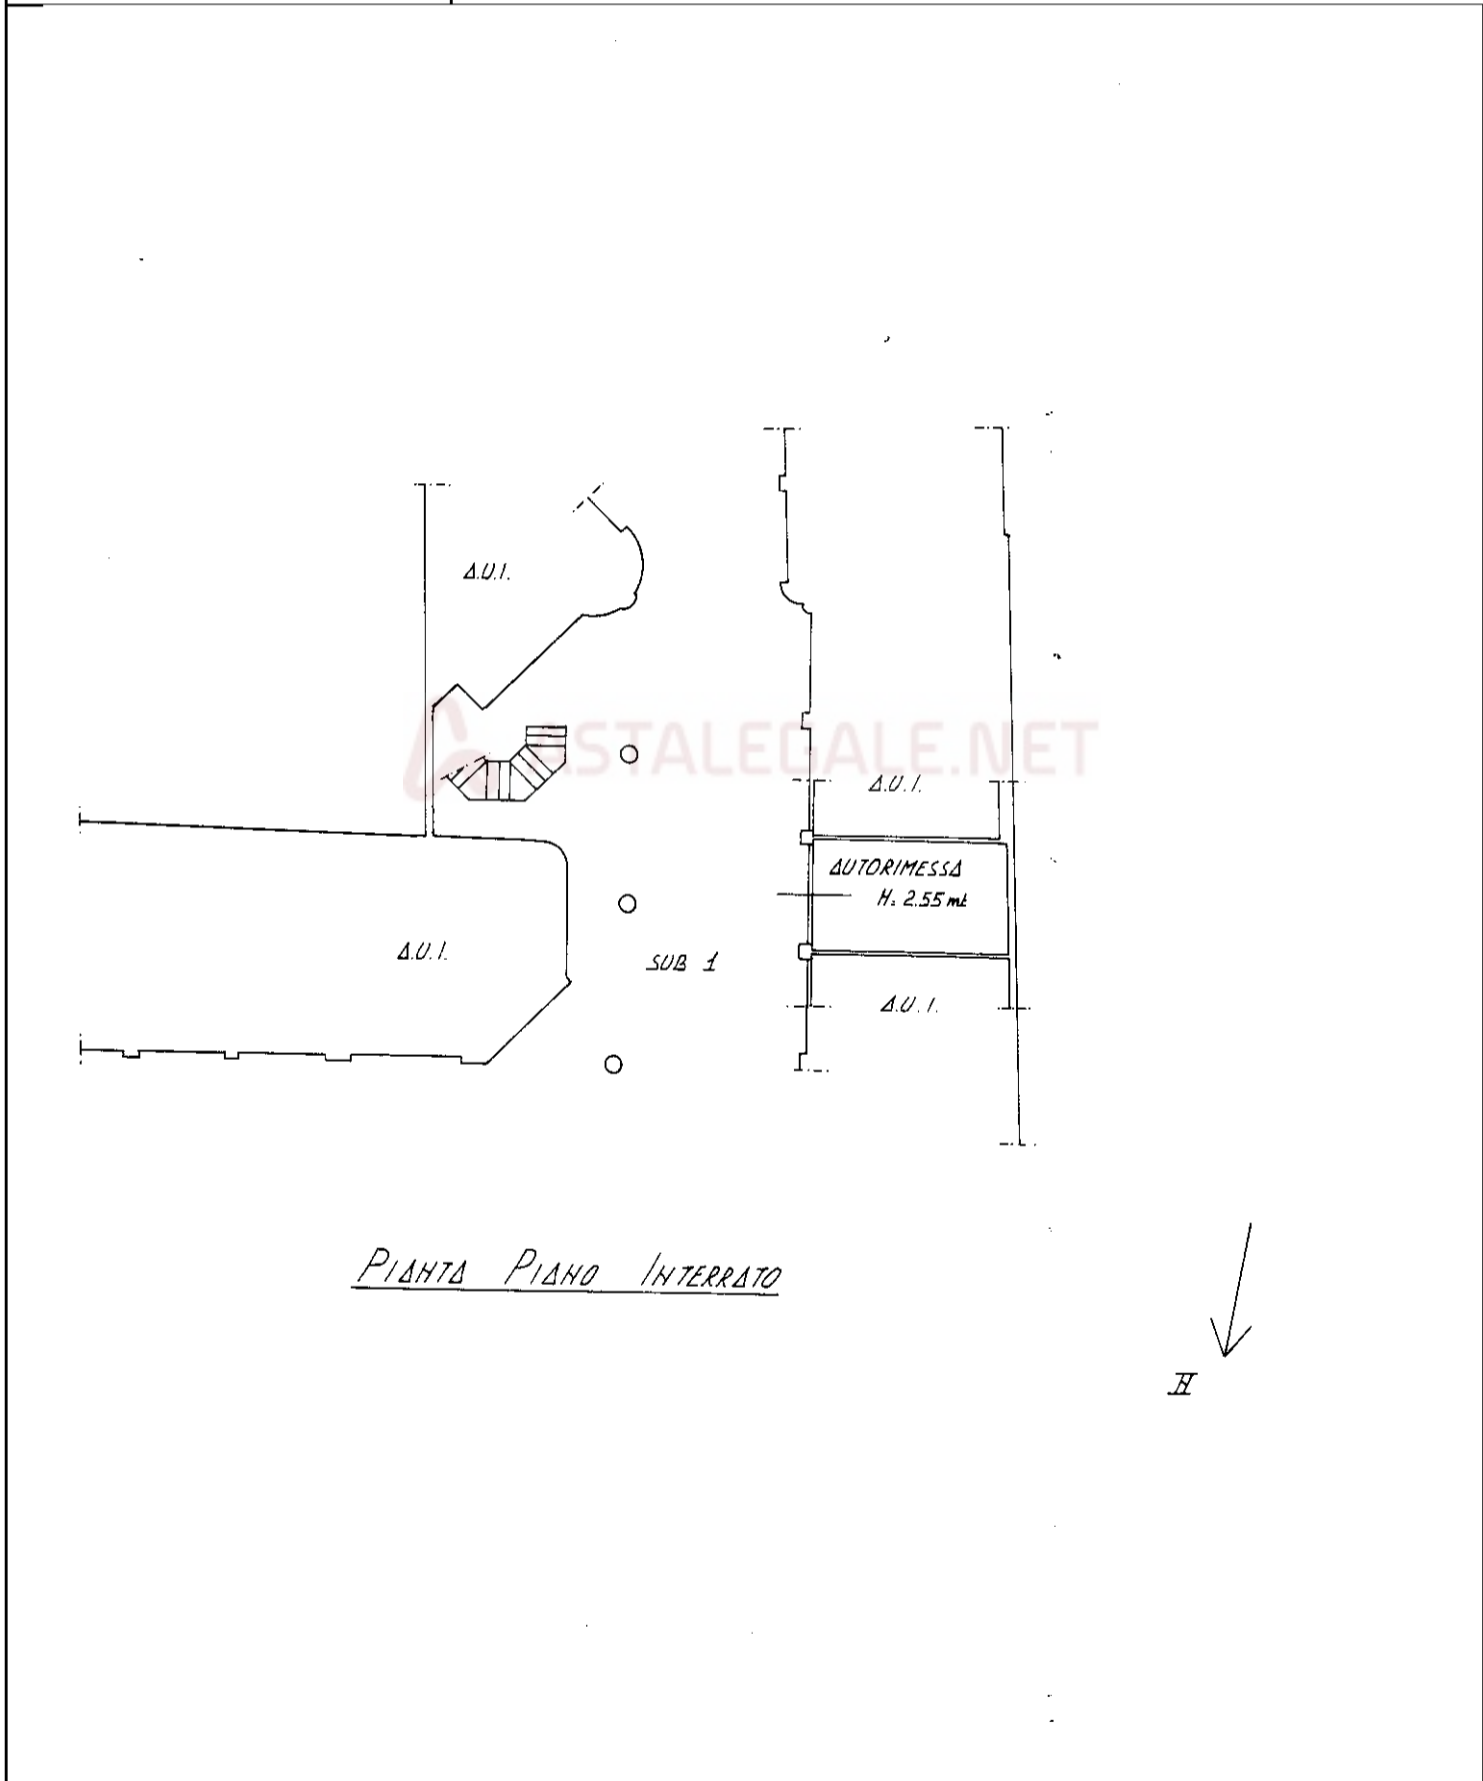 A.U.I.
ASTALEGALE.NET
A.U.I.
AUTORIMESSA
H= 2.55 mt
A.U.I.
SUB 1
A.U.I.
PIANTA PIANO INTERRATO
N